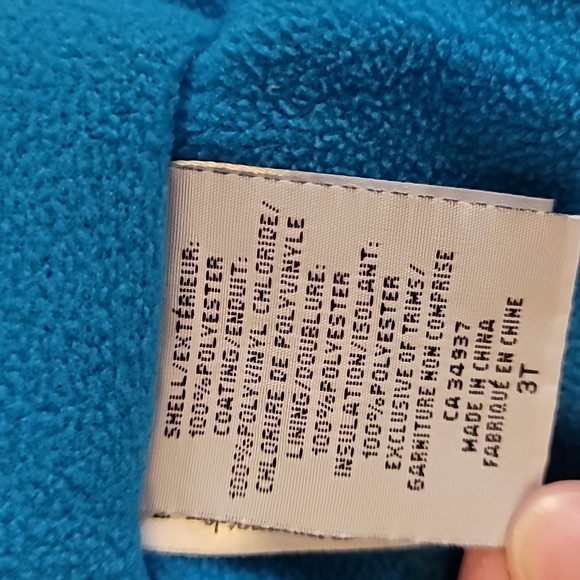 SHELL/EXTÉRIEUR:
100%POLYESTER
COATING/ENDUIT:
100%POLYVINYL CHLORIDE/
CHLORURE DE POLYVINYLE
LINING/DOUBLURE:
100%POLYESTER
INSULATION/ISOLANT:
100%POLYESTER
EXCLUSIVE OF TRIMS/
GARNITURE NON COMPRISE
CA 34937
MADE IN CHINA
FABRIQUÉ EN CHINE
3T